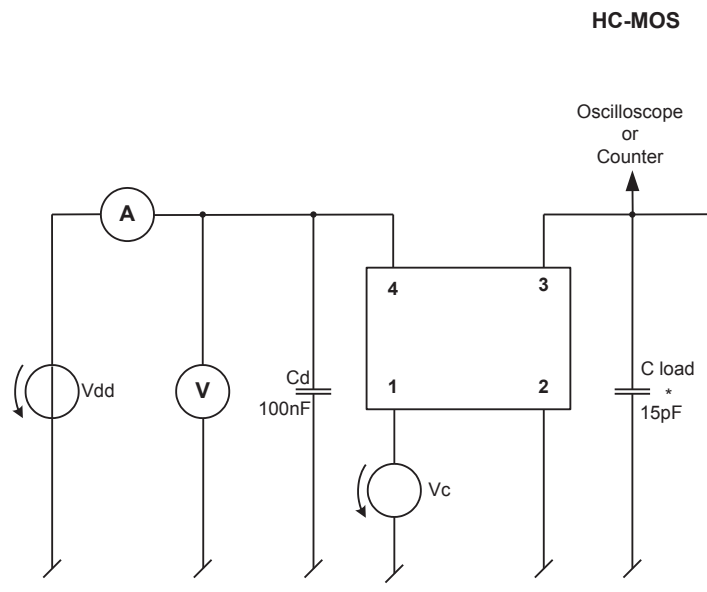 HC-MOS
Oscilloscope
or
Counter
A
4
3
Vdd
V
Cd
100nF
1
2
C load
*
15pF
Vc